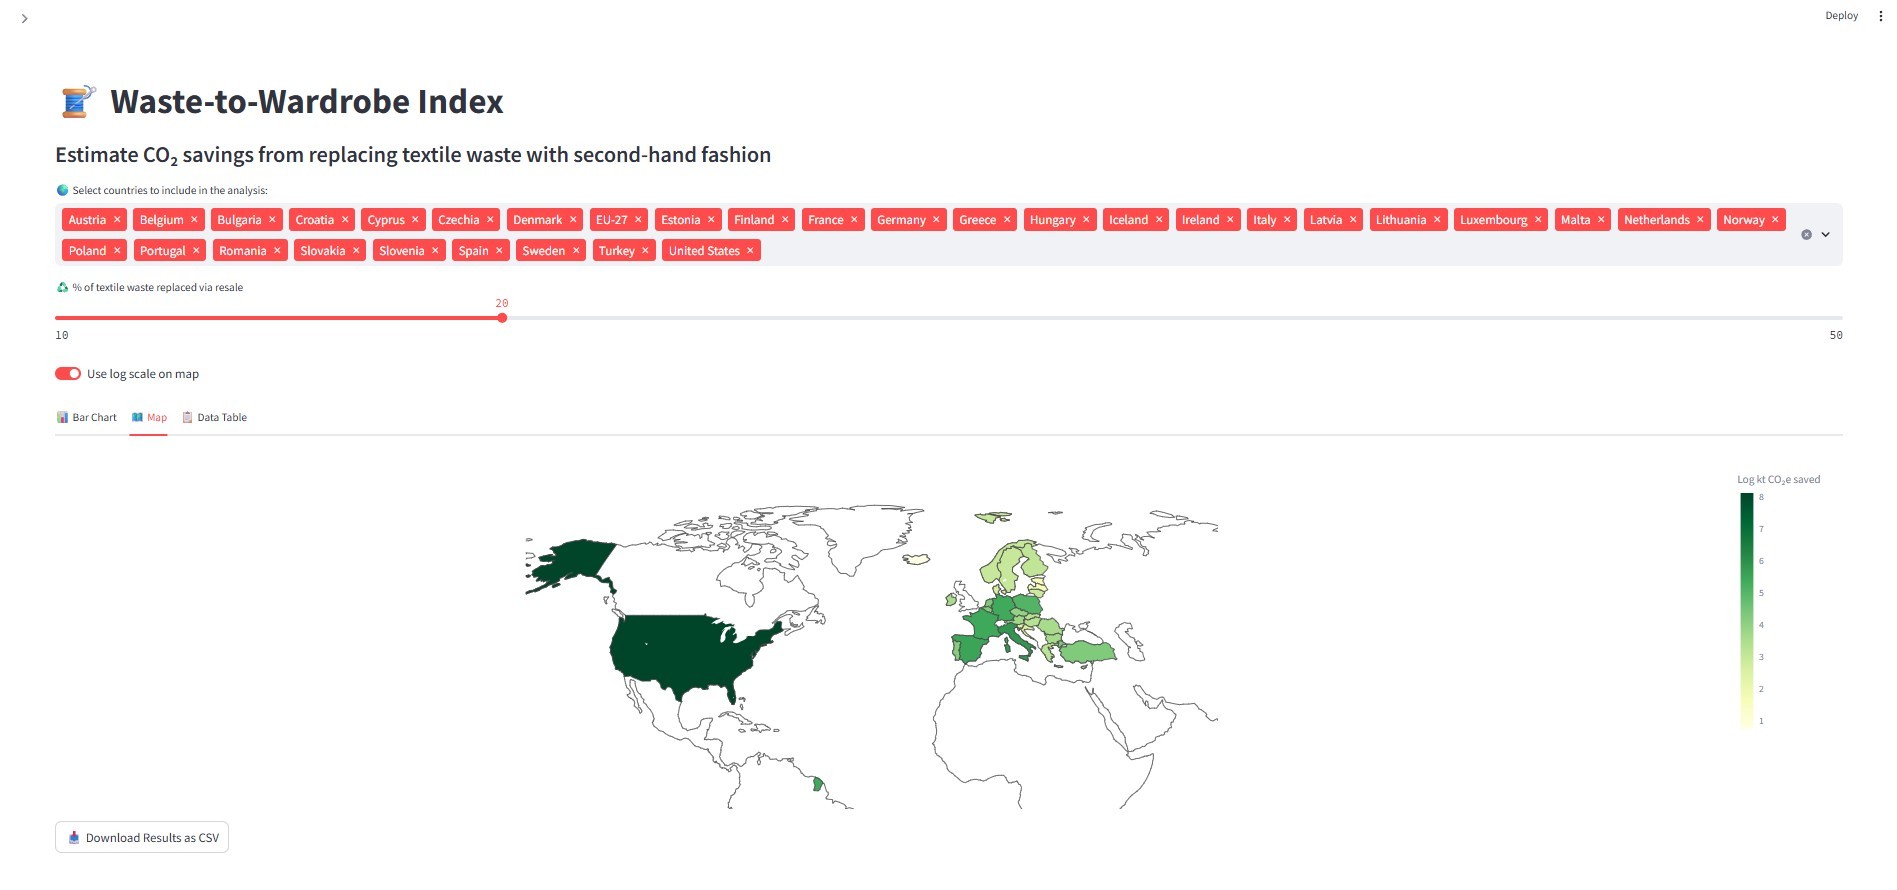 Deploy
Waste-to-Wardrobe Index
Estimate CO₂ savings from replacing textile waste with second-hand fashion
Select countries to include in the analysis:
Austria × Belgium × Bulgaria × Croatia × Cyprus × Czechia × Denmark × EU-27 × Estonia × Finland × France × Germany × Greece × Hungary × Iceland × Ireland × Italy × Latvia × Lithuania × Luxembourg × Malta × Netherlands × Norway ×
Poland × Portugal × Romania × Slovakia × Slovenia × Spain × Sweden × Turkey × United States ×
% of textile waste replaced via resale
20
10 50
Use log scale on map
Bar Chart Map Data Table
Log kt CO₂e saved
8
7
6
5
4
3
2
1
Download Results as CSV